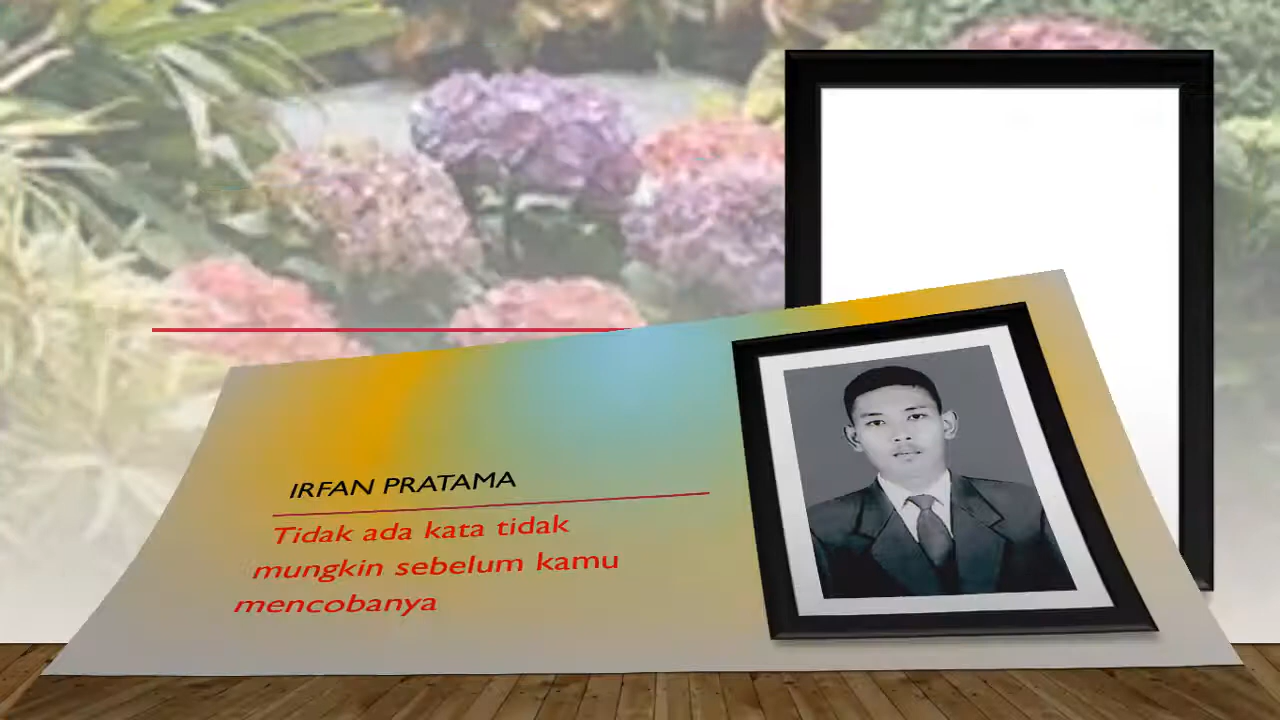 IRFAN PRATAMA
Tidak ada kata tidak
mungkin sebelum kamu
mencobanya